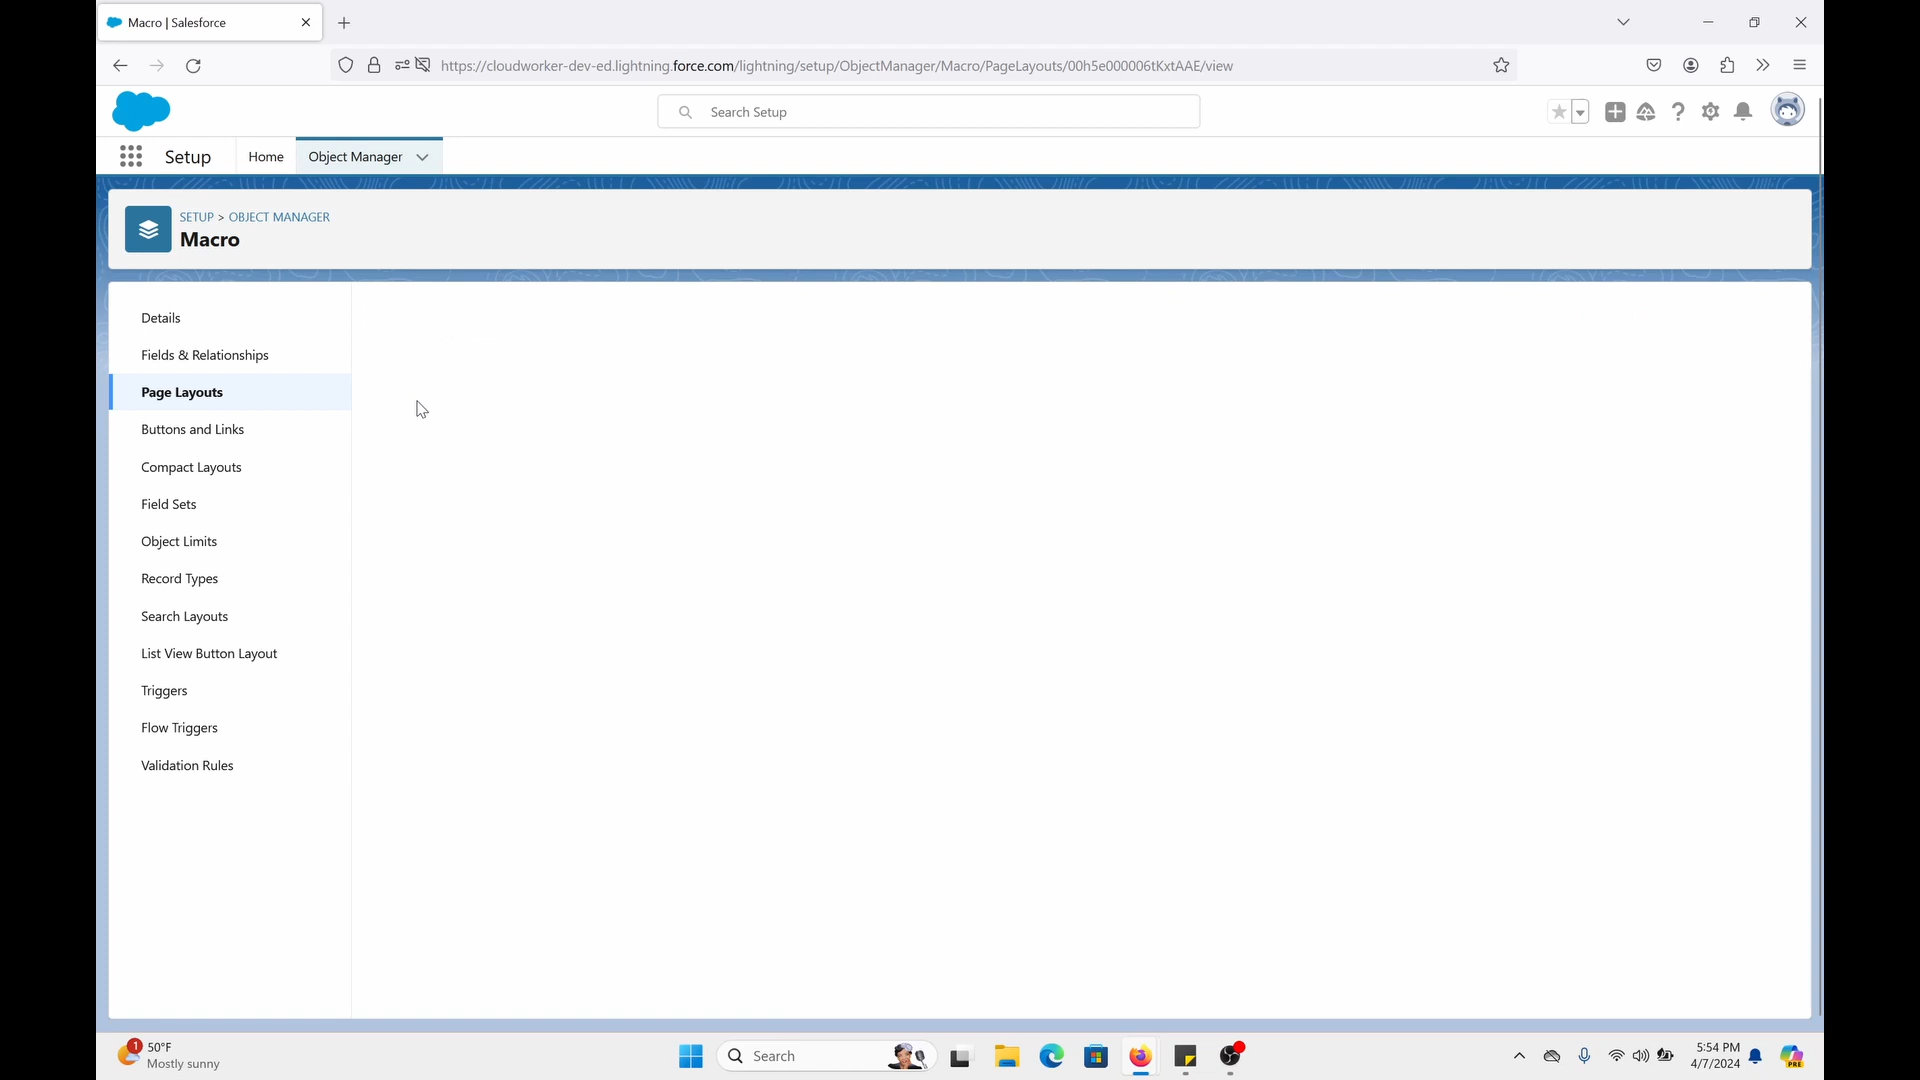 Macro | Salesforce
https://cloudworker-dev-ed.lightning.force.com/lightning/setup/ObjectManager/Macro/PageLayouts/00h5e000006tKxtAAE/view
Search Setup
Setup
Home
Object Manager
SETUP > OBJECT MANAGER
Macro
Details
Fields & Relationships
Page Layouts
Buttons and Links
Compact Layouts
Field Sets
Object Limits
Record Types
Search Layouts
List View Button Layout
Triggers
Flow Triggers
Validation Rules
1
50°F
Mostly sunny
Search
5:54 PM
4/7/2024
PRE